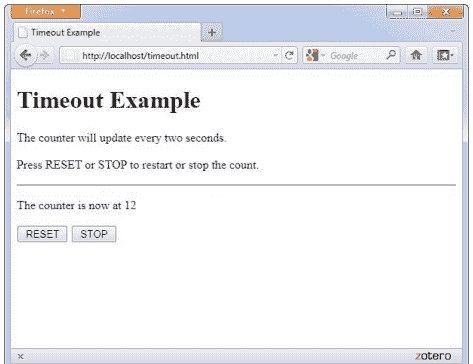 Firefox
Timeout Example
http://localhost/timeout.html
Google
Timeout Example
The counter will update every two seconds.
Press RESET or STOP to restart or stop the count.
The counter is now at 12
RESET STOP
zotero